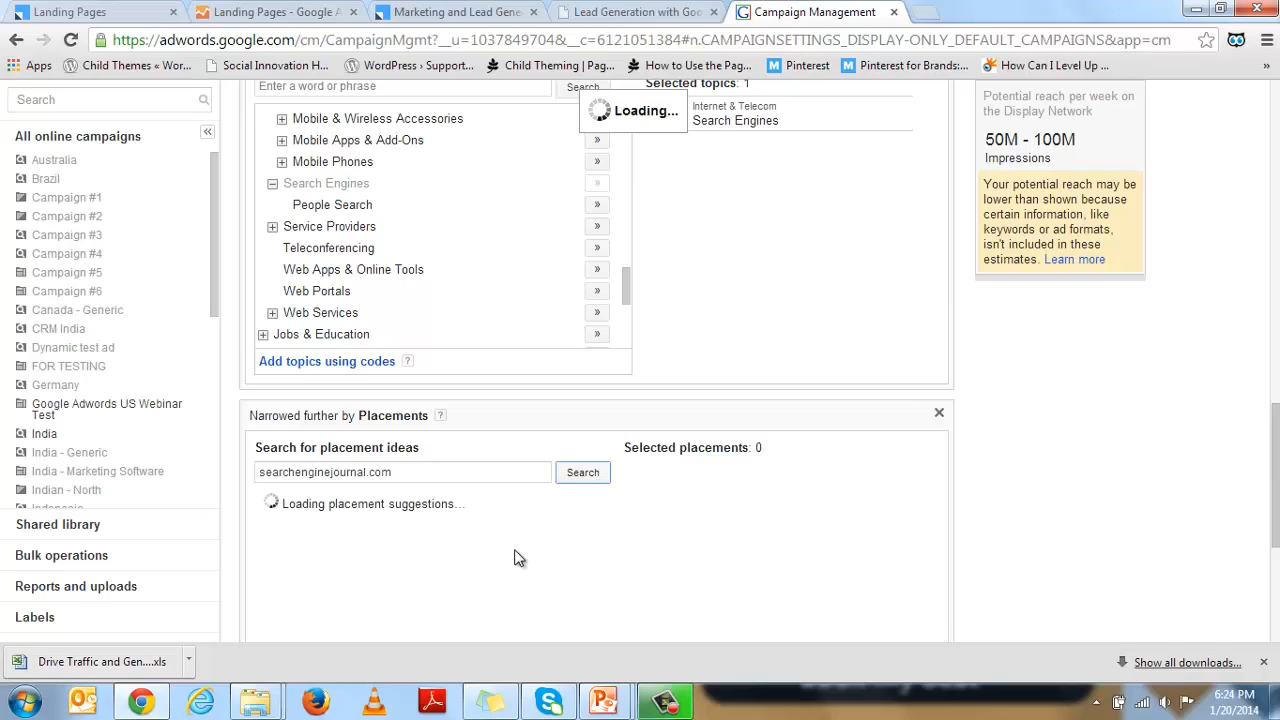 Landing Pages
Landing Pages - Google A
Marketing and Lead Gene
Lead Generation with Goo
Campaign Management
https://adwords.google.com/cm/CampaignMgmt?__u=1037849704&__c=6121051384#n.CAMPAIGNSETTINGS_DISPLAY-ONLY_DEFAULT_CAMPAIGNS&app=cm
Apps
Child Themes « Wor...
Social Innovation H...
WordPress › Support...
Child Theming | Pag...
How to Use the Pag...
Pinterest
Pinterest for Brands:...
How Can I Level Up ...
»
Search
All online campaigns
«
Australia
Brazil
Campaign #1
Campaign #2
Campaign #3
Campaign #4
Campaign #5
Campaign #6
Canada - Generic
CRM India
Dynamic test ad
FOR TESTING
Germany
Google Adwords US Webinar
Test
India
India - Generic
India - Marketing Software
Indian - North
Indonesia
Shared library
Bulk operations
Reports and uploads
Labels
Enter a word or phrase
Search
Loading...
Selected topics: 1
Internet & Telecom
Search Engines
Mobile & Wireless Accessories
Mobile Apps & Add-Ons »
Mobile Phones »
Search Engines »
People Search »
Service Providers »
Teleconferencing »
Web Apps & Online Tools »
Web Portals »
Web Services »
Jobs & Education »
Add topics using codes ?
Narrowed further by Placements ?
Search for placement ideas
Selected placements: 0
searchenginejournal.com
Search
Loading placement suggestions...
Potential reach per week on
the Display Network
50M - 100M
Impressions
Your potential reach may be
lower than shown because
certain information, like
keywords or ad formats,
isn't included in these
estimates. Learn more
Drive Traffic and Gen....xls
Show all downloads...
6:24 PM
1/20/2014